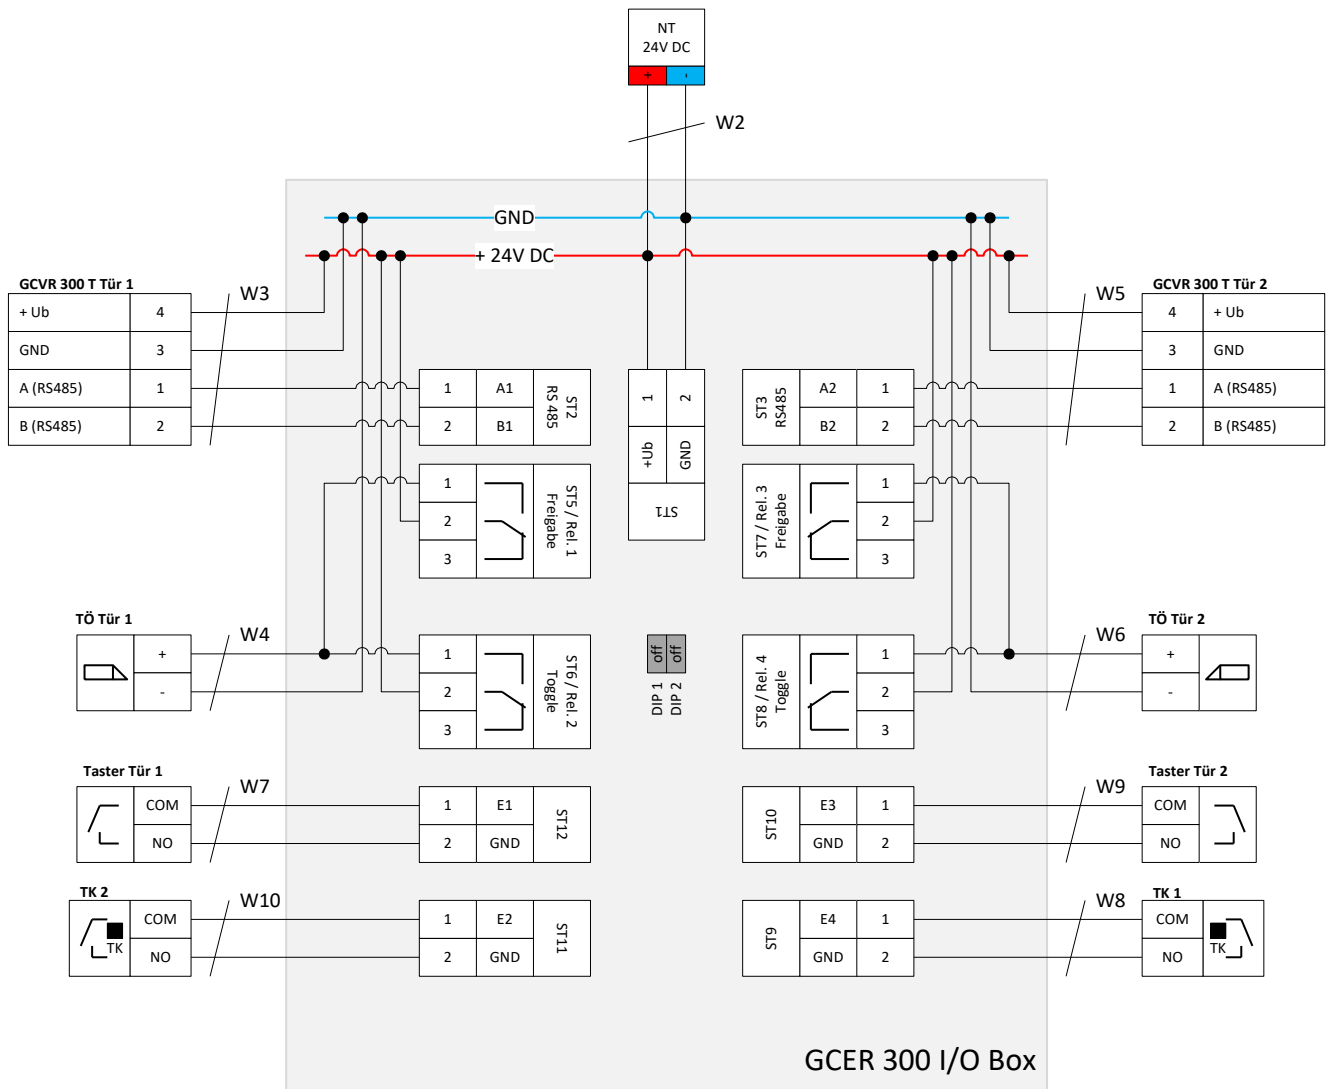 NT
24V DC
+ -
W2
GND
+ 24V DC
GCVR 300 T Tür 1
+ Ub 4
GND 3
A (RS485) 1
B (RS485) 2
W3
1 A1
2 B1
ST2
RS 485
1 2
+Ub GND
ST1
ST3
RS485
A2 1
B2 2
W5
GCVR 300 T Tür 2
4 + Ub
3 GND
1 A (RS485)
2 B (RS485)
1
2
3
ST5 / Rel. 1
Freigabe
ST7 / Rel. 3
Freigabe
1
2
3
TÖ Tür 1
+
-
W4
1
2
3
ST6 / Rel. 2
Toggle
off off
DIP 1
DIP 2
ST8 / Rel. 4
Toggle
1
2
3
W6
TÖ Tür 2
+
-
Taster Tür 1
COM
NO
W7
1 E1
2 GND
ST12
ST10
E3 1
GND 2
W9
Taster Tür 2
COM
NO
TK 2
TK
COM
NO
W10
1 E2
2 GND
ST11
ST9
E4 1
GND 2
W8
TK 1
COM
NO
TK
GCER 300 I/O Box